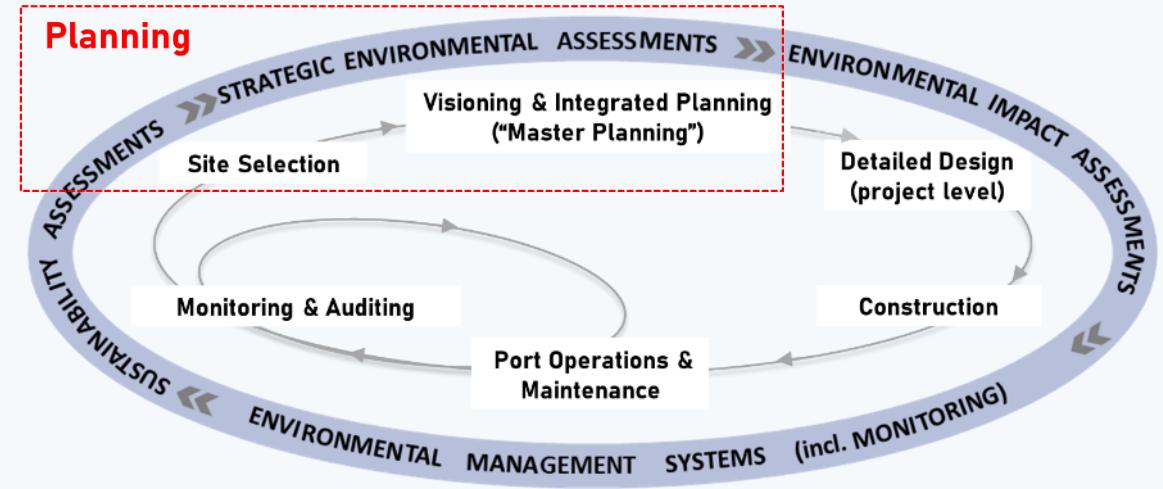 Planning
STRATEGIC ENVIRONMENTAL ASSESSMENTS
ENVIRONMENTAL IMPACT ASSESSMENTS
Visioning & Integrated Planning
("Master Planning")
Site Selection
Detailed Design
(project level)
Monitoring & Auditing
Construction
Port Operations &
Maintenance
ENVIRONMENTAL MANAGEMENT SYSTEMS (incl. MONITORING)
SUSTAINABILITY ASSESSMENTS